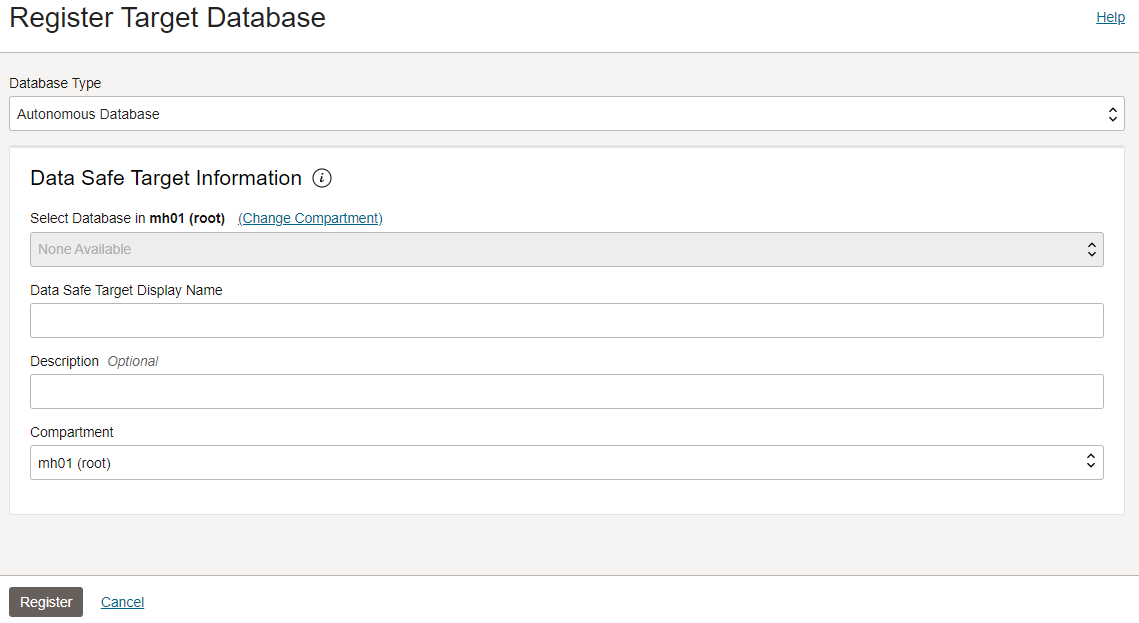 Register Target Database
Help
Database Type
Autonomous Database
Data Safe Target Information i
Select Database in mh01 (root) (Change Compartment)
None Available
Data Safe Target Display Name
Description Optional
Compartment
mh01 (root)
Register Cancel